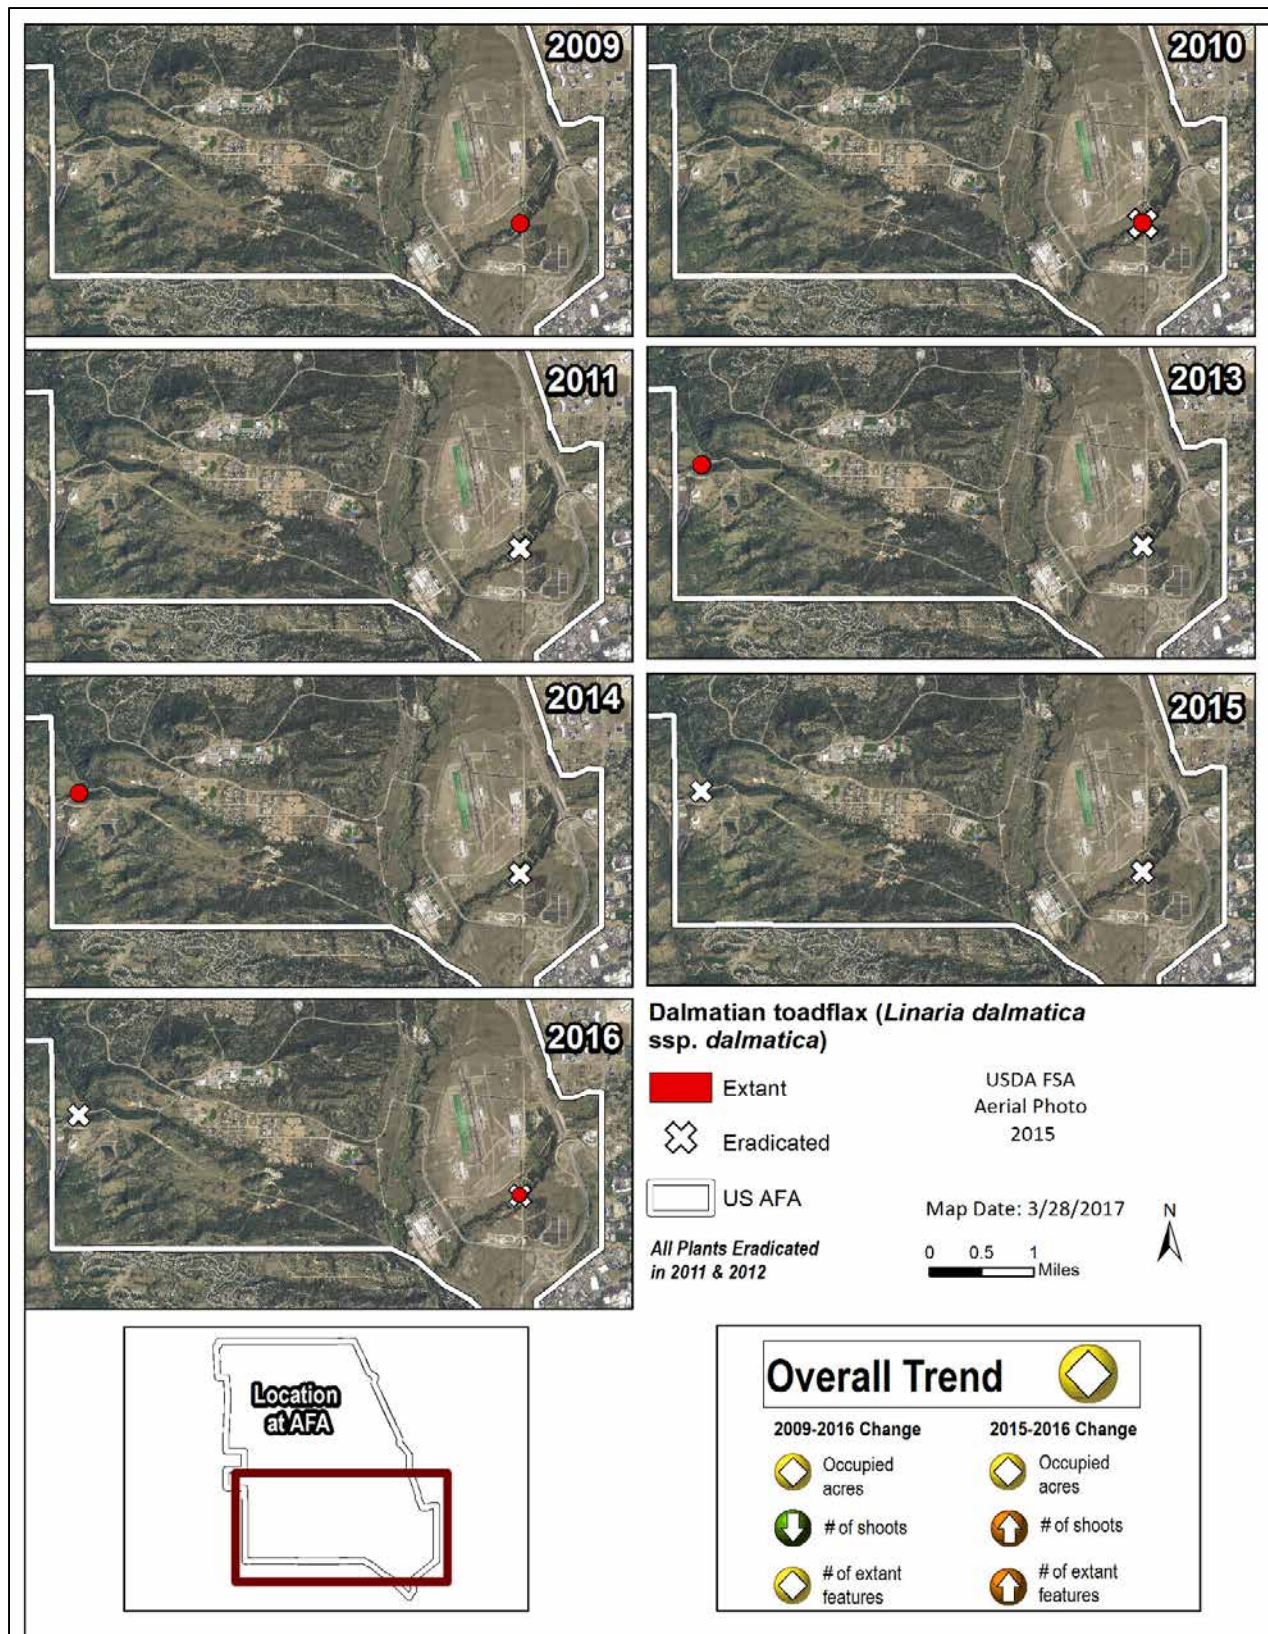 2009
2010
2011
2013
2014
2015
2016
Dalmatian toadflax (Linaria dalmatica
ssp. dalmatica)
Extant
Eradicated
US AFA
All Plants Eradicated
in 2011 & 2012
USDA FSA
Aerial Photo
2015
Map Date: 3/28/2017
N
0 0.5 1
Miles
Location
at AFA
Overall Trend
2009-2016 Change
Occupied
acres
# of shoots
# of extant
features
2015-2016 Change
Occupied
acres
# of shoots
# of extant
features